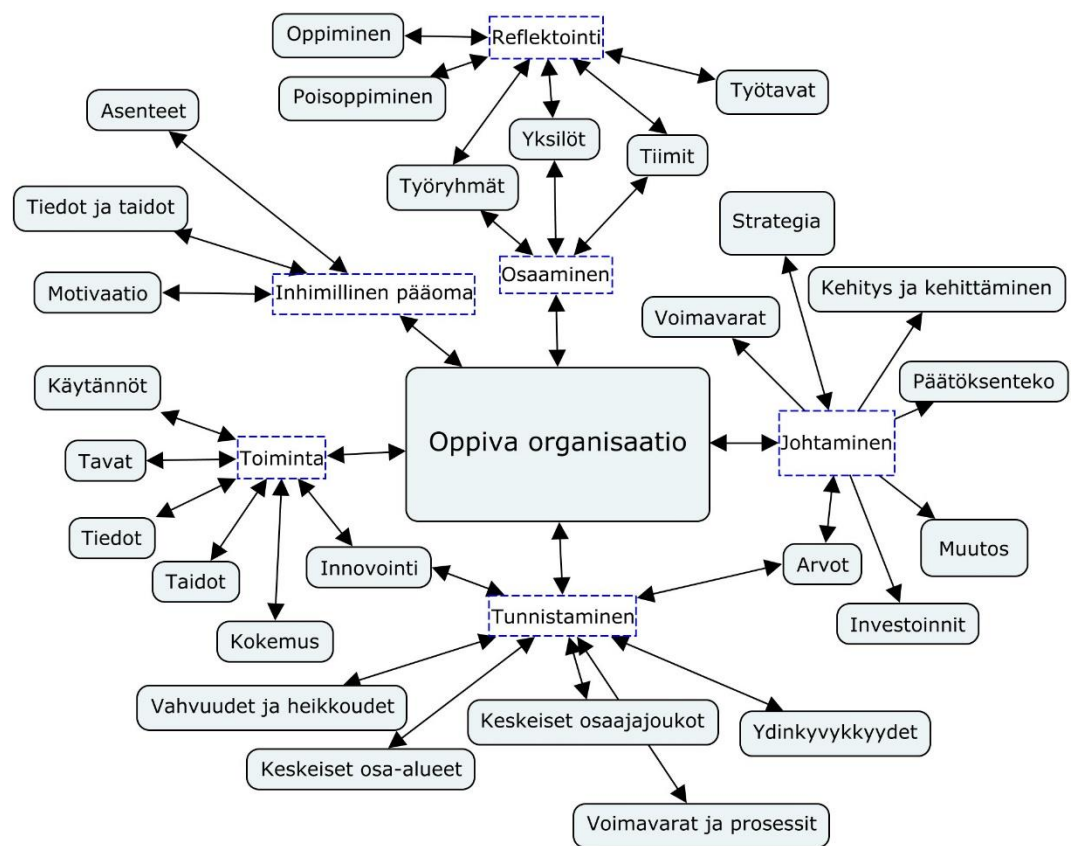 Oppiminen
Reflektointi
Poisoppiminen
Työtavat
Asenteet
Yksilöt
Tiimit
Työryhmät
Tiedot ja taidot
Strategia
Osaaminen
Kehitys ja kehittäminen
Motivaatio
Inhimillinen pääoma
Voimavarat
Käytännöt
Päätöksenteko
Oppiva organisaatio
Johtaminen
Tavat
Toiminta
Tiedot
Taidot
Innovointi
Arvot
Muutos
Tunnistaminen
Kokemus
Investoinnit
Vahvuudet ja heikkoudet
Keskeiset osaajajoukot
Ydinkyvykkyydet
Keskeiset osa-alueet
Voimavarat ja prosessit